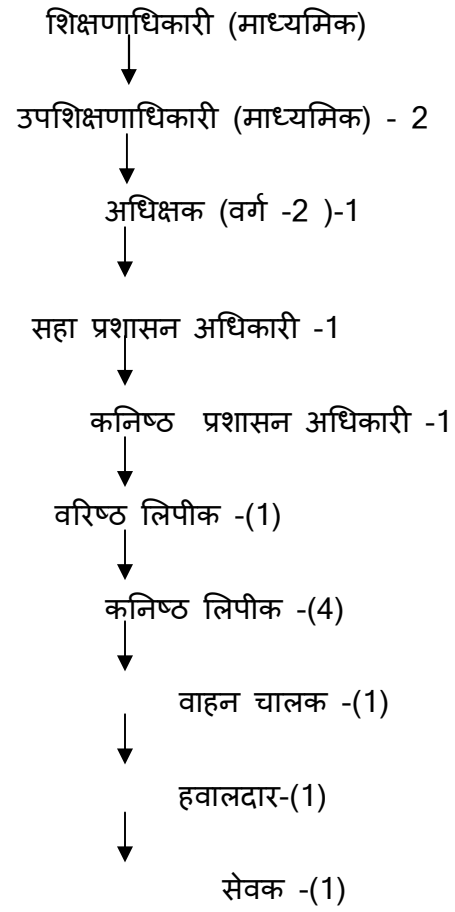 शिक्षणाधिकारी (माध्यमिक)
उपशिक्षणाधिकारी (माध्यमिक) - 2
अधिक्षक (वर्ग -2 )-1
सहा प्रशासन अधिकारी -1
कनिष्ठ प्रशासन अधिकारी -1
वरिष्ठ लिपीक -(1)
कनिष्ठ लिपीक -(4)
वाहन चालक -(1)
हवालदार-(1)
सेवक -(1)